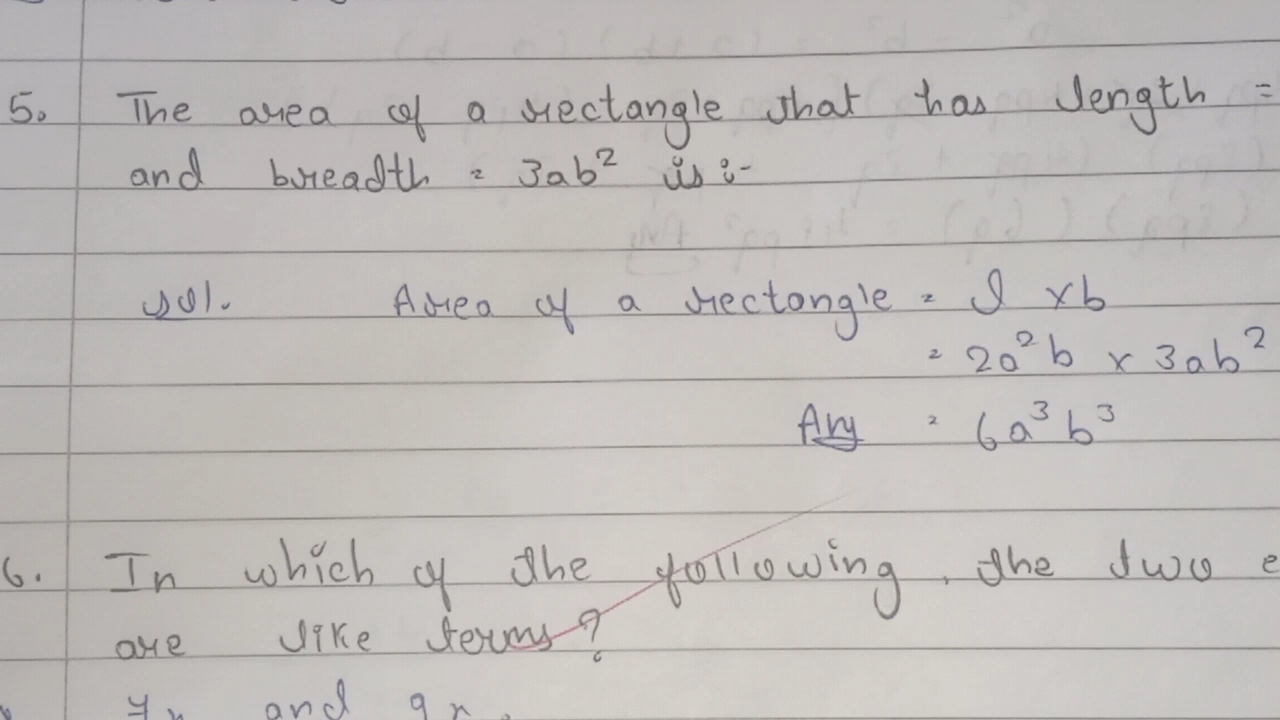 5. The area of a rectangle that has length =
and breadth = 3ab² is :-
Sol. Area of a rectangle = l × b
= 2a²b × 3ab²
Ans = 6a³b³
6. In which of the following, the two e
are like terms?
and